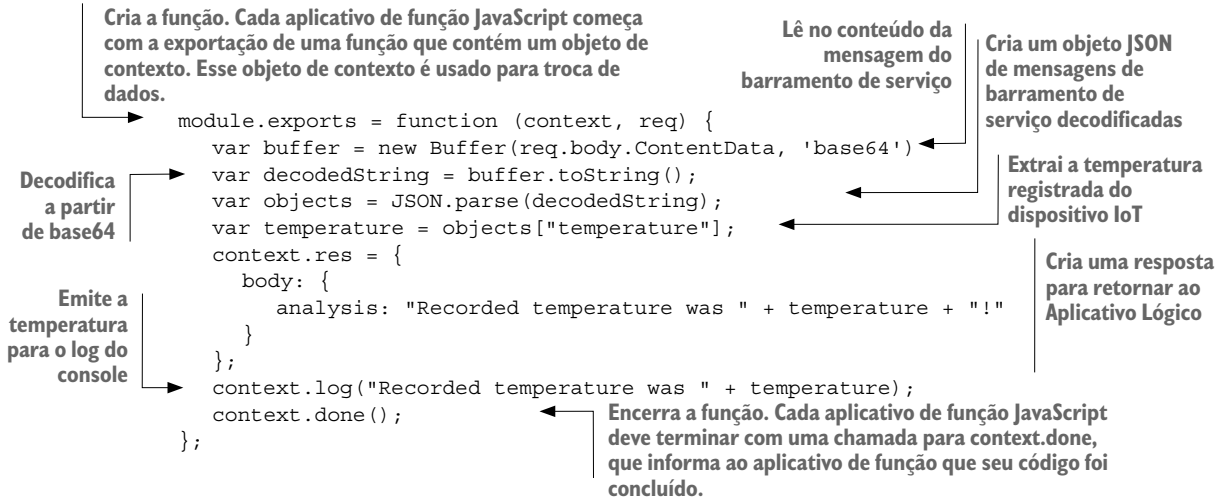 Cria a função. Cada aplicativo de função JavaScript começa
com a exportação de uma função que contém um objeto de
contexto. Esse objeto de contexto é usado para troca de
dados.
Lê no conteúdo da
mensagem do
barramento de serviço
Cria um objeto JSON
de mensagens de
barramento de
serviço decodificadas
module.exports = function (context, req) {
var buffer = new Buffer(req.body.ContentData, 'base64')
Decodifica
a partir
de base64
var decodedString = buffer.toString();
var objects = JSON.parse(decodedString);
Extrai a temperatura
registrada do
dispositivo IoT
var temperature = objects["temperature"];
context.res = {
body: {
analysis: "Recorded temperature was " + temperature + "!"
}
};
Cria uma resposta
para retornar ao
Aplicativo Lógico
Emite a
temperatura
para o log do
console
context.log("Recorded temperature was " + temperature);
context.done();
};
Encerra a função. Cada aplicativo de função JavaScript
deve terminar com uma chamada para context.done,
que informa ao aplicativo de função que seu código foi
concluído.